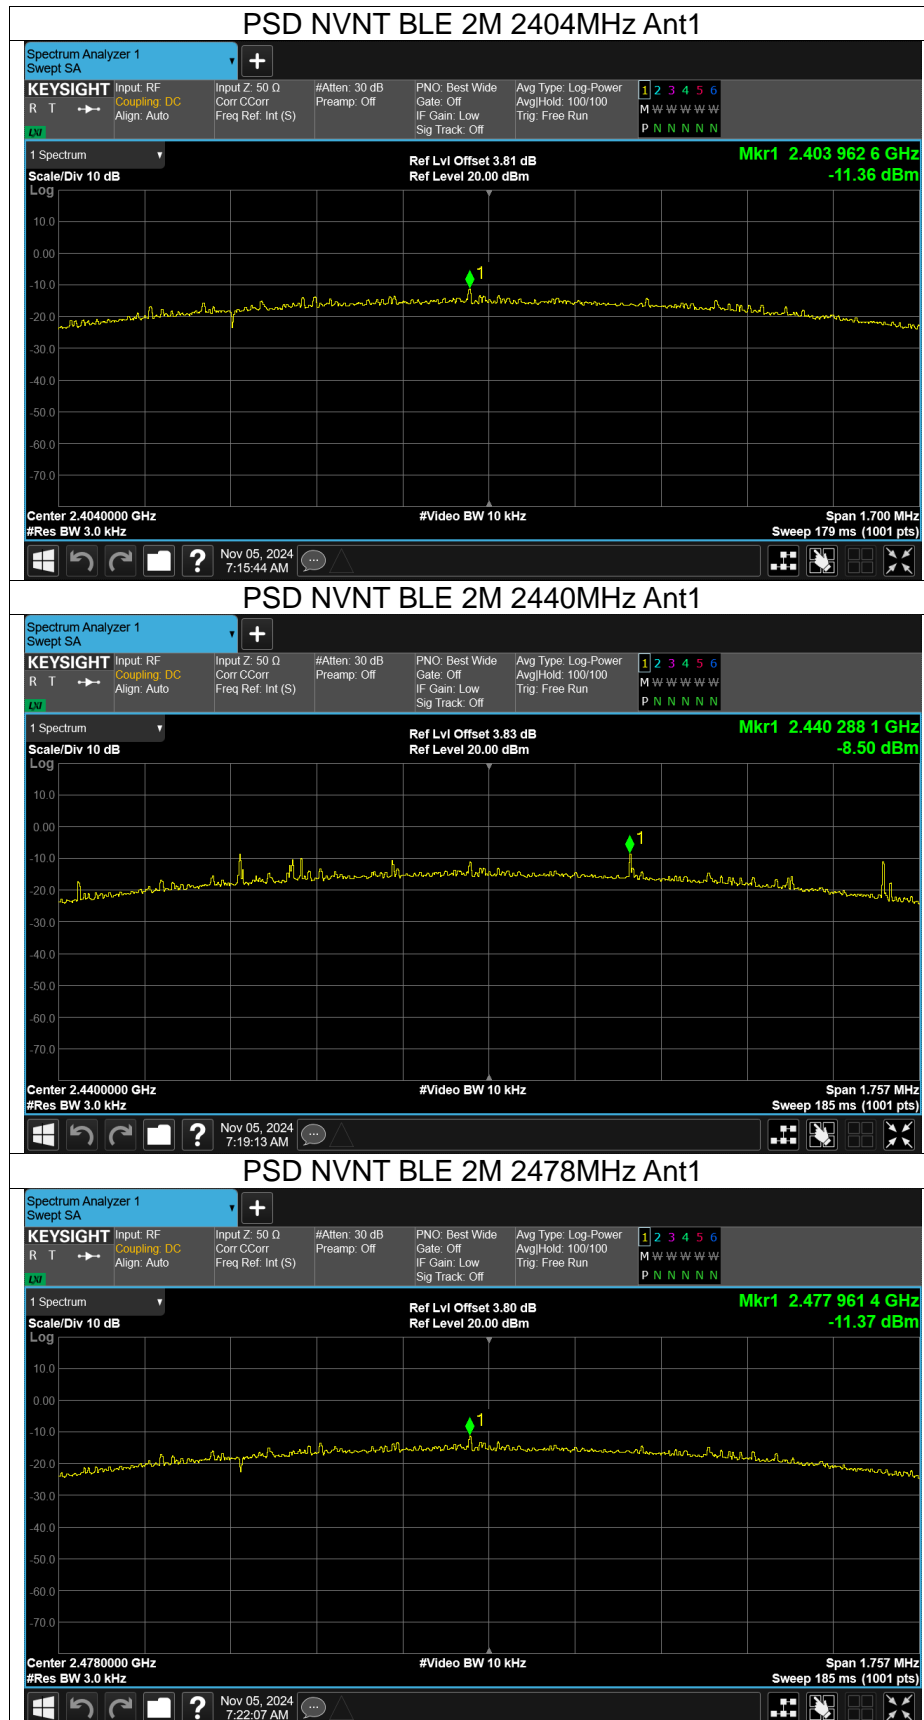 PSD NVNT BLE 2M 2404MHz Ant1
Spectrum Analyzer 1
Swept SA
KEYSIGHT
R T
LXI
Input: RF
Coupling: DC
Align: Auto
Input Z: 50 Ω
Corr CCorr
Freq Ref: Int (S)
#Atten: 30 dB
Preamp: Off
PNO: Best Wide
Gate: Off
IF Gain: Low
Sig Track: Off
Avg Type: Log-Power
Avg|Hold: 100/100
Trig: Free Run
1 2 3 4 5 6
M W W W W W
P N N N N N
1 Spectrum
Scale/Div 10 dB
Log
Ref Lvl Offset 3.81 dB
Ref Level 20.00 dBm
Mkr1 2.403 962 6 GHz
-11.36 dBm
10.0
0.00
-10.0
-20.0
-30.0
-40.0
-50.0
-60.0
-70.0
1
Center 2.4040000 GHz
#Res BW 3.0 kHz
#Video BW 10 kHz
Span 1.700 MHz
Sweep 179 ms (1001 pts)
?
Nov 05, 2024
7:15:44 AM
PSD NVNT BLE 2M 2440MHz Ant1
Spectrum Analyzer 1
Swept SA
KEYSIGHT
R T
LXI
Input: RF
Coupling: DC
Align: Auto
Input Z: 50 Ω
Corr CCorr
Freq Ref: Int (S)
#Atten: 30 dB
Preamp: Off
PNO: Best Wide
Gate: Off
IF Gain: Low
Sig Track: Off
Avg Type: Log-Power
Avg|Hold: 100/100
Trig: Free Run
1 2 3 4 5 6
M W W W W W
P N N N N N
1 Spectrum
Scale/Div 10 dB
Log
Ref Lvl Offset 3.83 dB
Ref Level 20.00 dBm
Mkr1 2.440 288 1 GHz
-8.50 dBm
10.0
0.00
-10.0
-20.0
-30.0
-40.0
-50.0
-60.0
-70.0
1
Center 2.4400000 GHz
#Res BW 3.0 kHz
#Video BW 10 kHz
Span 1.757 MHz
Sweep 185 ms (1001 pts)
?
Nov 05, 2024
7:19:13 AM
PSD NVNT BLE 2M 2478MHz Ant1
Spectrum Analyzer 1
Swept SA
KEYSIGHT
R T
LXI
Input: RF
Coupling: DC
Align: Auto
Input Z: 50 Ω
Corr CCorr
Freq Ref: Int (S)
#Atten: 30 dB
Preamp: Off
PNO: Best Wide
Gate: Off
IF Gain: Low
Sig Track: Off
Avg Type: Log-Power
Avg|Hold: 100/100
Trig: Free Run
1 2 3 4 5 6
M W W W W W
P N N N N N
1 Spectrum
Scale/Div 10 dB
Log
Ref Lvl Offset 3.80 dB
Ref Level 20.00 dBm
Mkr1 2.477 961 4 GHz
-11.37 dBm
10.0
0.00
-10.0
-20.0
-30.0
-40.0
-50.0
-60.0
-70.0
1
Center 2.4780000 GHz
#Res BW 3.0 kHz
#Video BW 10 kHz
Span 1.757 MHz
Sweep 185 ms (1001 pts)
?
Nov 05, 2024
7:22:07 AM